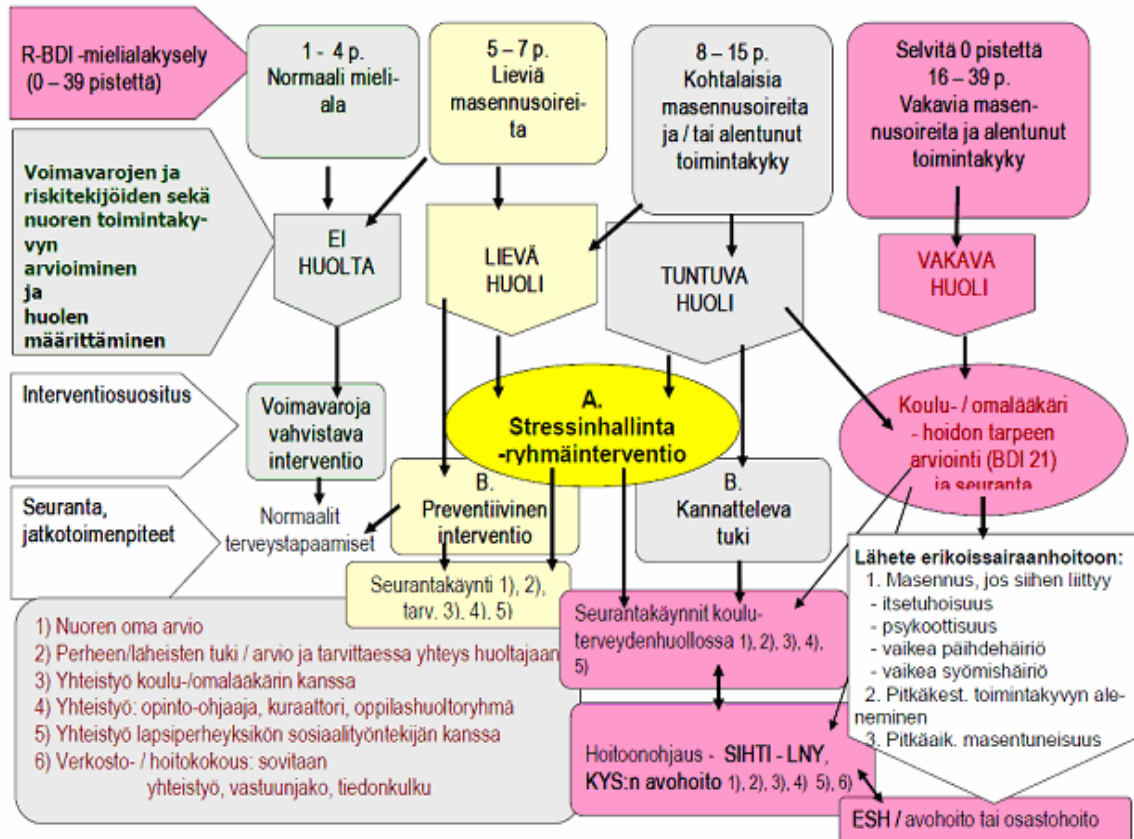 R-BDI -mielialakysely
(0 – 39 pistettä)
1 - 4 p.
Normaali mieli-
ala
5 – 7 p.
Lieviä
masennusoirei-
ta
8 – 15 p.
Kohtalaisia
masennusoireita
ja / tai alentunut
toimintakyky
Selvitä 0 pistettä
16 – 39 p.
Vakavia masen-
nusoireita ja alentunut
toimintakyky
Voimavarojen ja
riskitekijöiden sekä
nuoren toimintaky-
vyn
arvioiminen
ja
huolen
määrittäminen
EI
HUOLTA
LIEVÄ
HUOLI
TUNTUVA
HUOLI
VAKAVA
HUOLI
Interventiosuositus
Voimavaroja
vahvistava
interventio
A.
Stressinhallinta
-ryhmäinterventio
Koulu- / omalääkäri
- hoidon tarpeen
arviointi (BDI 21)
ja seuranta
Seuranta,
jatkotoimenpiteet
Normaalit
terveystapaamiset
B.
Preventiivinen
interventio
B.
Kannatteleva
tuki
Seurantakäynti 1), 2),
tarv. 3), 4), 5)
Seurantakäynnit koulu-
terveydenhuollossa 1), 2), 3), 4),
5)
Lähete erikoissairaanhoitoon:
1. Masennus, jos siihen liittyy
- itsetuhoisuus
- psykoottisuus
- vaikea päihdehäiriö
- vaikea syömishäiriö
2. Pitkäkest. toimintakyvyn ale-
neminen
3. Pitkäaik. masentuneisuus
1) Nuoren oma arvio
2) Perheen/läheisten tuki / arvio ja tarvittaessa yhteys huoltajaan
3) Yhteistyö koulu-/omalääkärin kanssa
4) Yhteistyö: opinto-ohjaaja, kuraattori, oppilashuoltoryhmä
5) Yhteistyö lapsiperheyksikön sosiaalityöntekijän kanssa
6) Verkosto- / hoitokokous: sovitaan
yhteistyö, vastuunjako, tiedonkulku
Hoitoonohjaus - SIHTI - LNY,
KYS:n avohoito 1), 2), 3), 4) 5), 6)
ESH / avohoito tai osastohoito